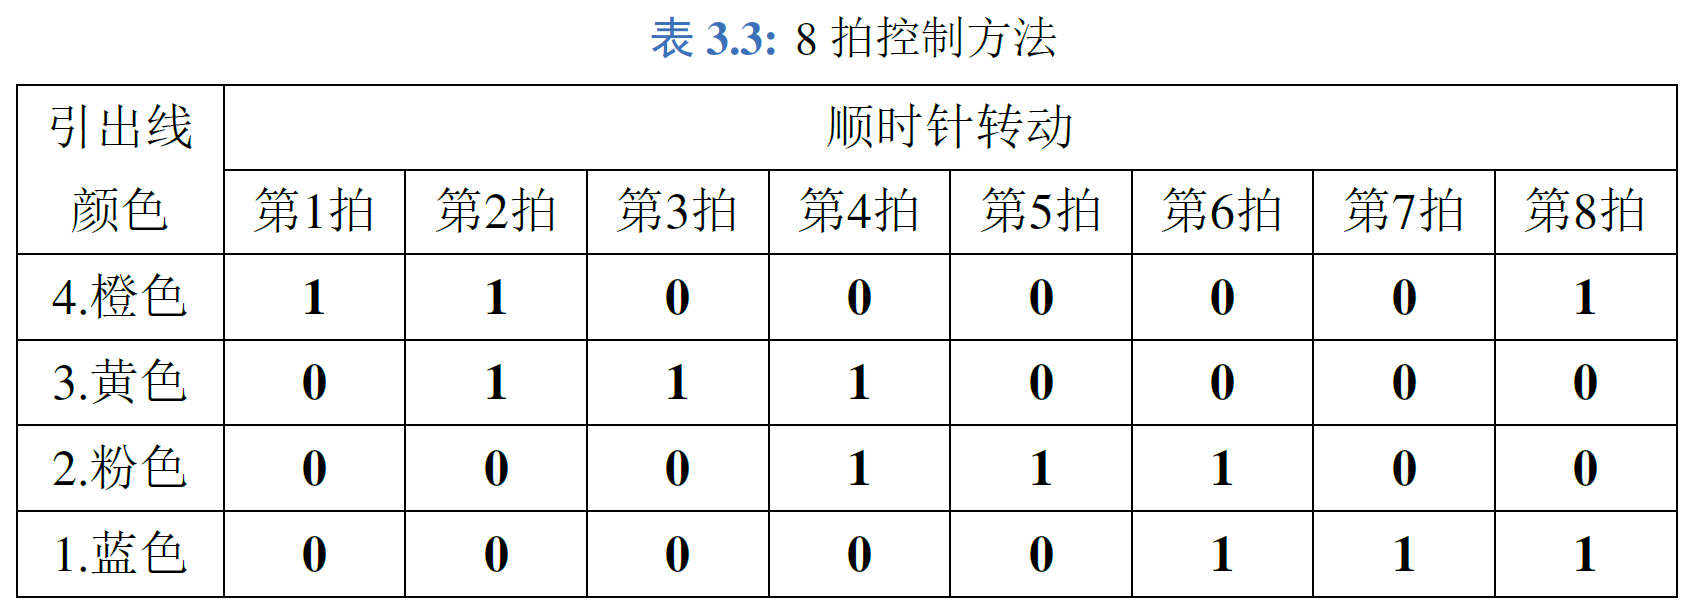 表 3.3: 8 拍控制方法
引出线颜色 顺时针转动
第1拍 第2拍 第3拍 第4拍 第5拍 第6拍 第7拍 第8拍
4.橙色 1 1 0 0 0 0 0 1
3.黄色 0 1 1 1 0 0 0 0
2.粉色 0 0 0 1 1 1 0 0
1.蓝色 0 0 0 0 0 1 1 1